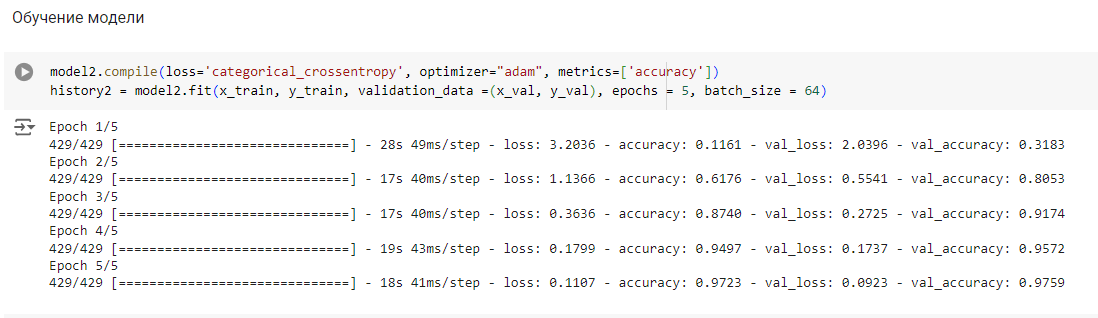 Обучение модели
model2.compile(loss='categorical_crossentropy', optimizer="adam", metrics=['accuracy'])
history2 = model2.fit(x_train, y_train, validation_data =(x_val, y_val), epochs = 5, batch_size = 64)
Epoch 1/5
429/429 [==============================] - 28s 49ms/step - loss: 3.2036 - accuracy: 0.1161 - val_loss: 2.0396 - val_accuracy: 0.3183
Epoch 2/5
429/429 [==============================] - 17s 40ms/step - loss: 1.1366 - accuracy: 0.6176 - val_loss: 0.5541 - val_accuracy: 0.8053
Epoch 3/5
429/429 [==============================] - 17s 40ms/step - loss: 0.3636 - accuracy: 0.8740 - val_loss: 0.2725 - val_accuracy: 0.9174
Epoch 4/5
429/429 [==============================] - 19s 43ms/step - loss: 0.1799 - accuracy: 0.9497 - val_loss: 0.1737 - val_accuracy: 0.9572
Epoch 5/5
429/429 [==============================] - 18s 41ms/step - loss: 0.1107 - accuracy: 0.9723 - val_loss: 0.0923 - val_accuracy: 0.9759